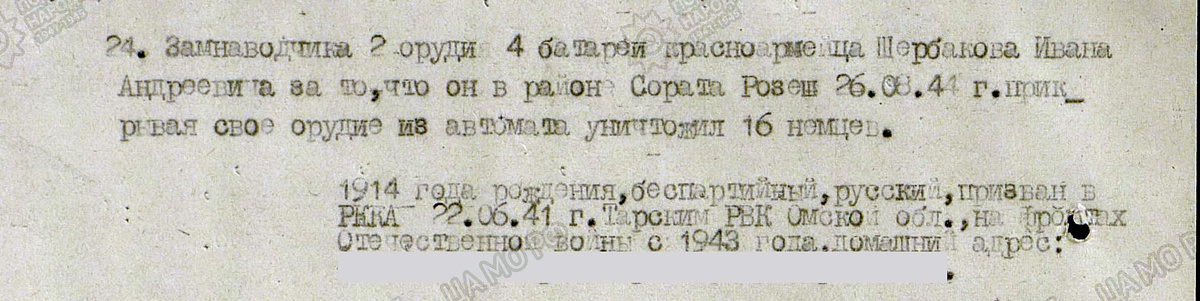 24. Замнаводчика 2 орудия 4 батареи красноармейца Щербакова Ивана
Андреевича за то,что он в районе Сората Розеш 26.08.44 г.прик_
рывая свое орудие из автомата уничтожил 16 немцев.
1914 года рождения,беспартийный,русский,призван в
РККА 22.06.41 г.Тарским РВК Омской обл.,на фронтах
Отечественной войны с 1943 года.домашний адрес: